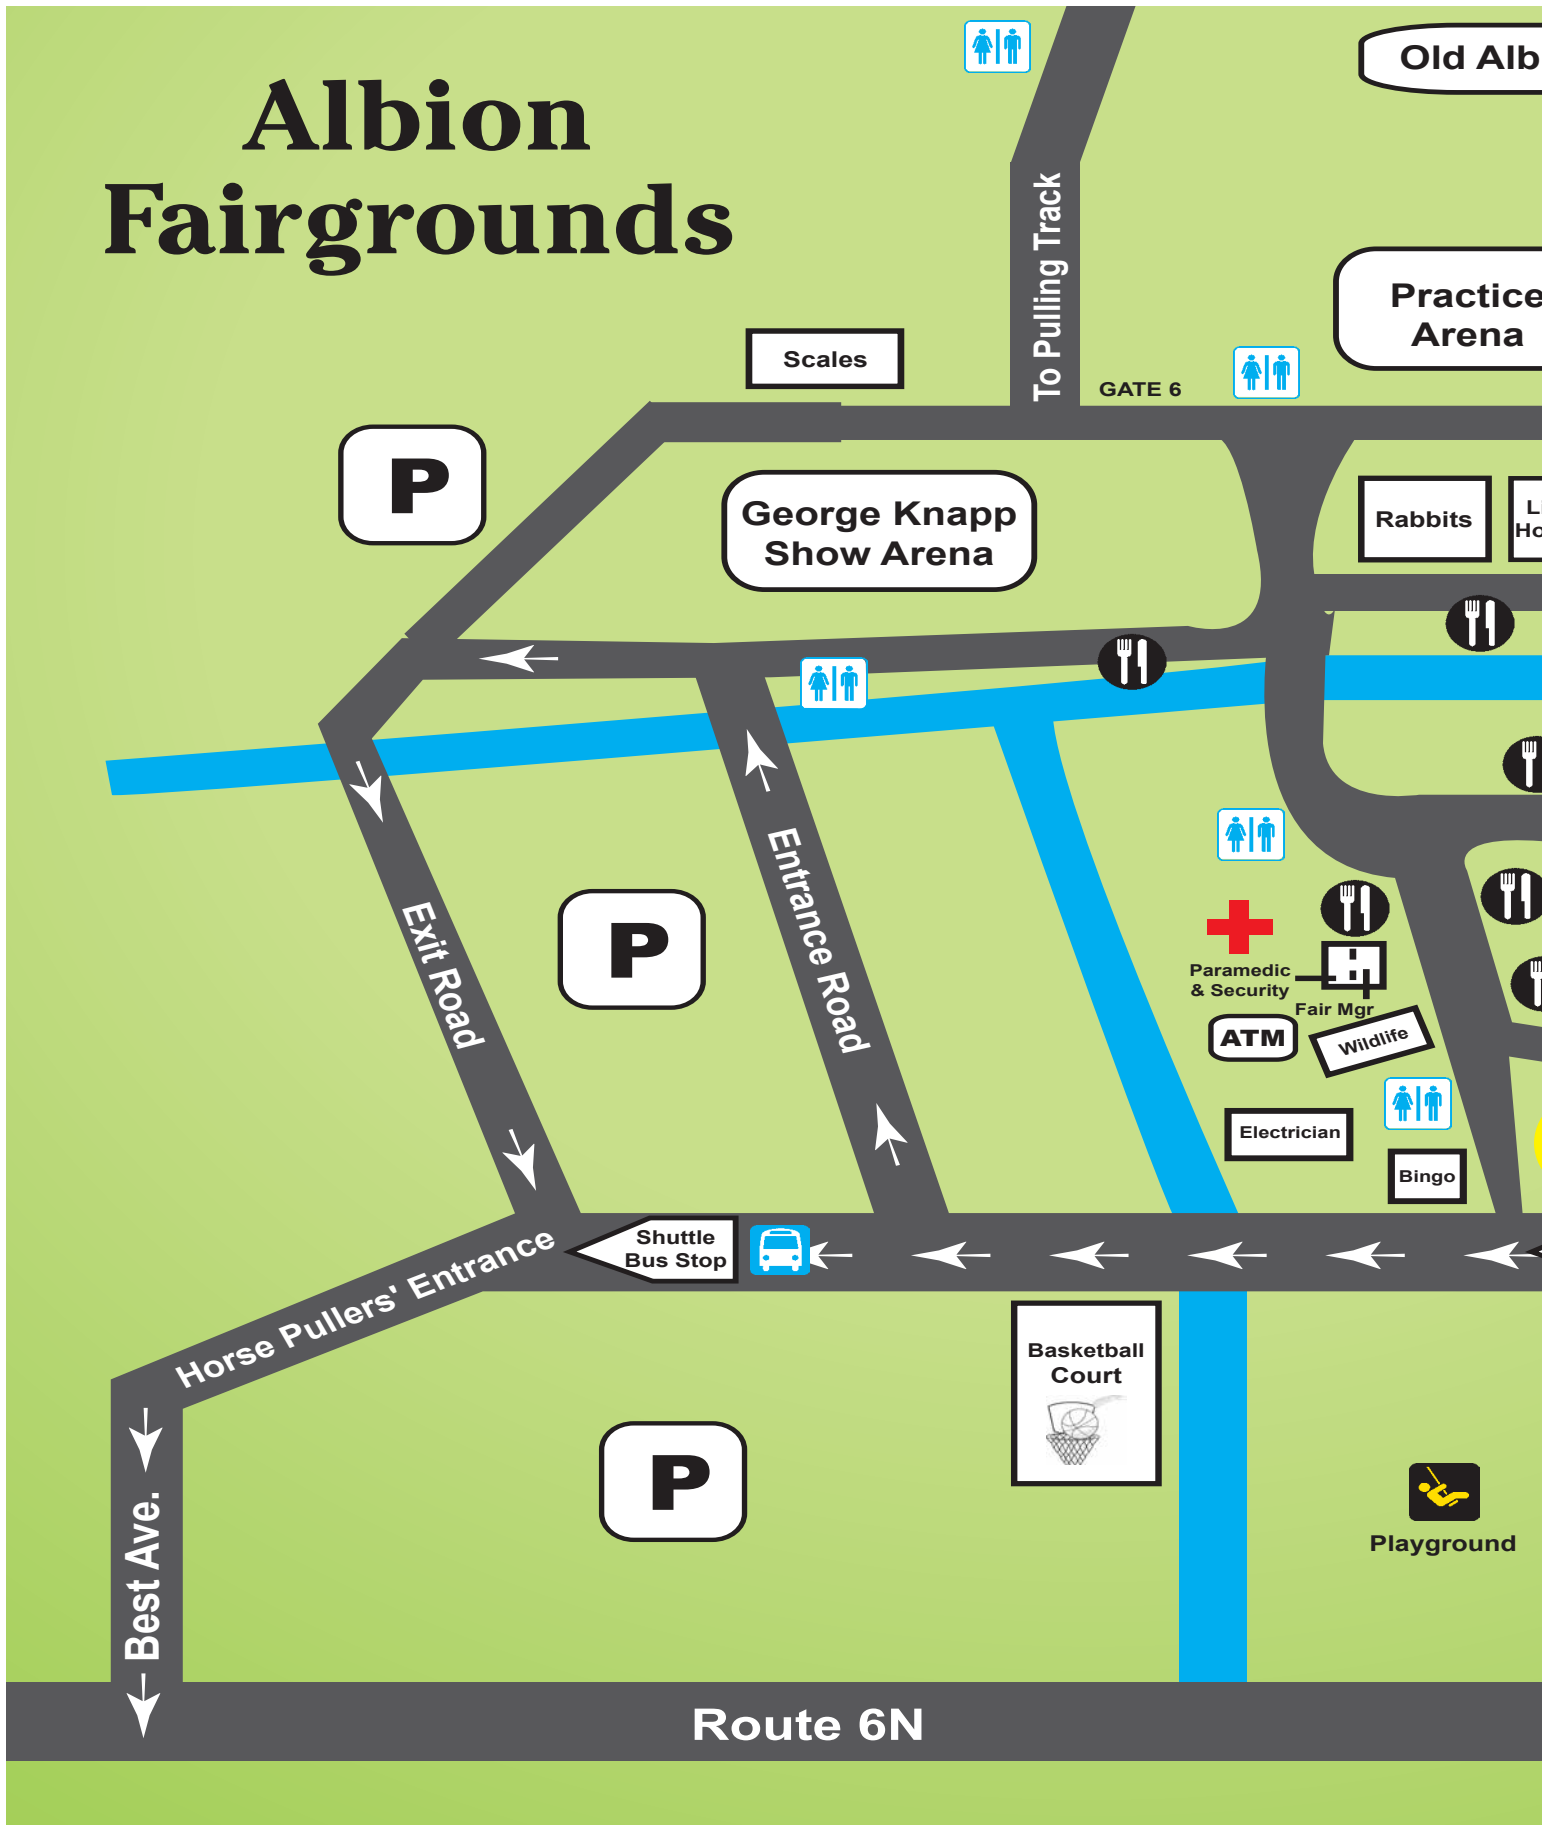 Albion
Fairgrounds
Old Alb
To Pulling Track
Practice
Arena
Scales
GATE 6
P
George Knapp
Show Arena
Rabbits
Li
Ho
Entrance Road
Exit Road
P
Paramedic
& Security
Fair Mgr
ATM
Wildlife
Electrician
Bingo
Shuttle
Bus Stop
Horse Pullers' Entrance
Basketball
Court
P
Playground
Best Ave.
Route 6N